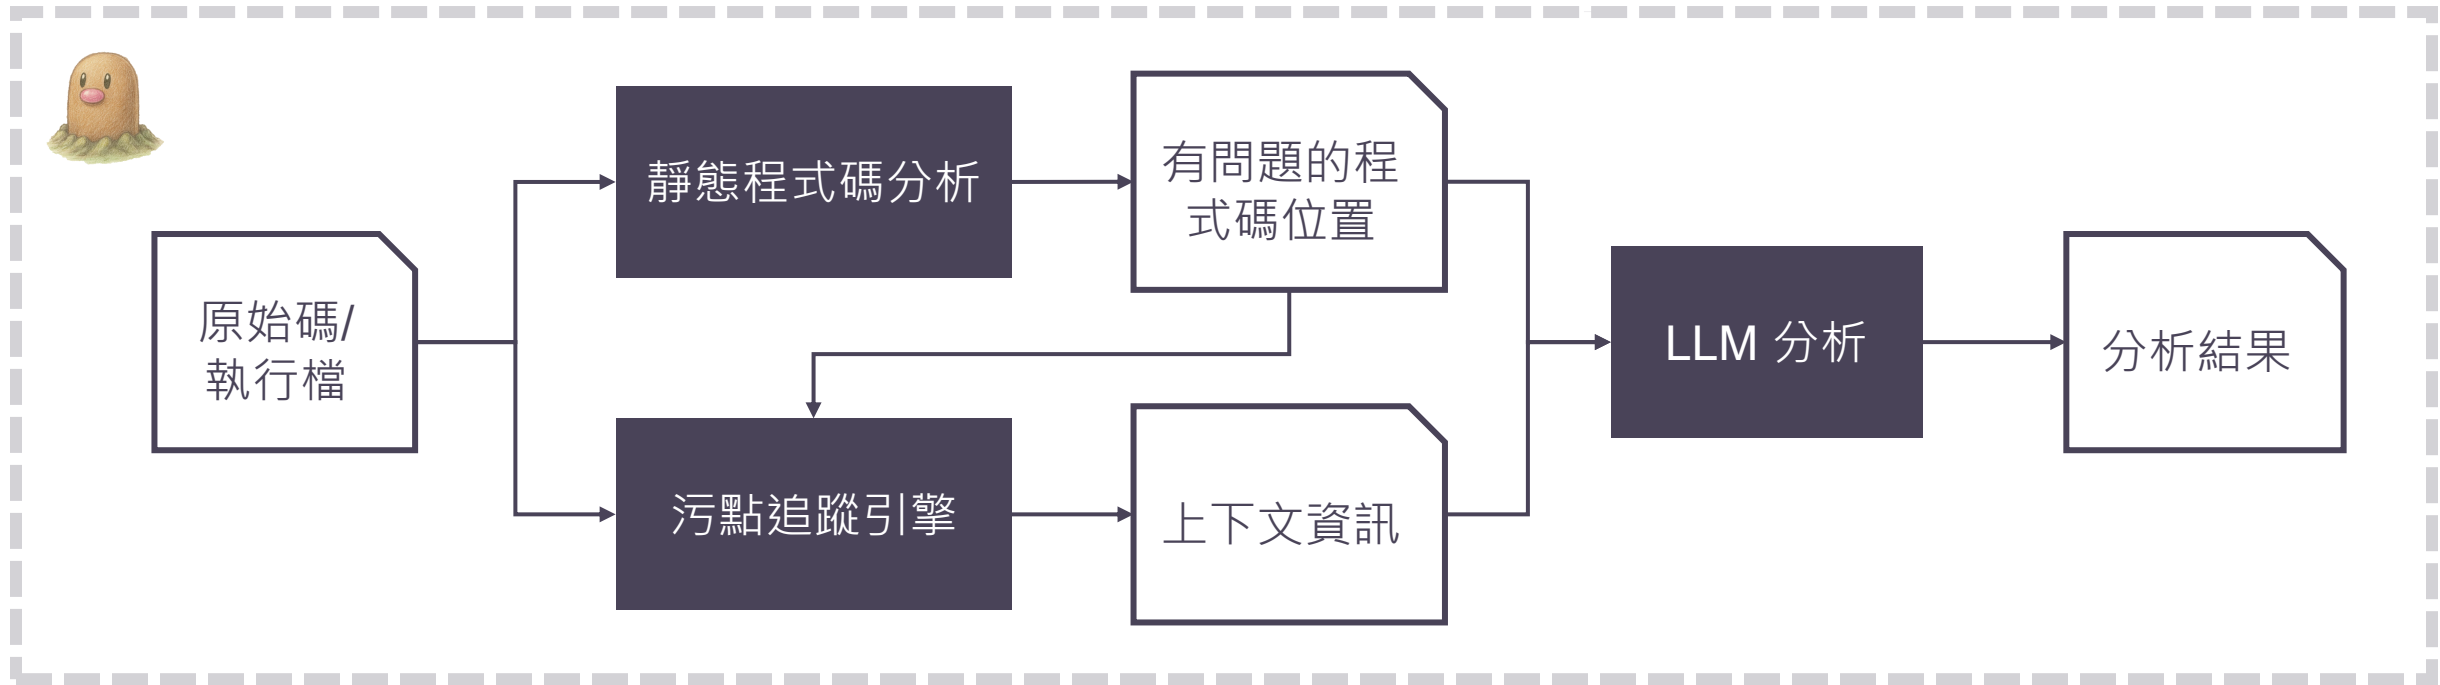 靜態程式碼分析
有問題的程
式碼位置
原始碼/
執行檔
LLM 分析
分析結果
污點追蹤引擎
上下文資訊